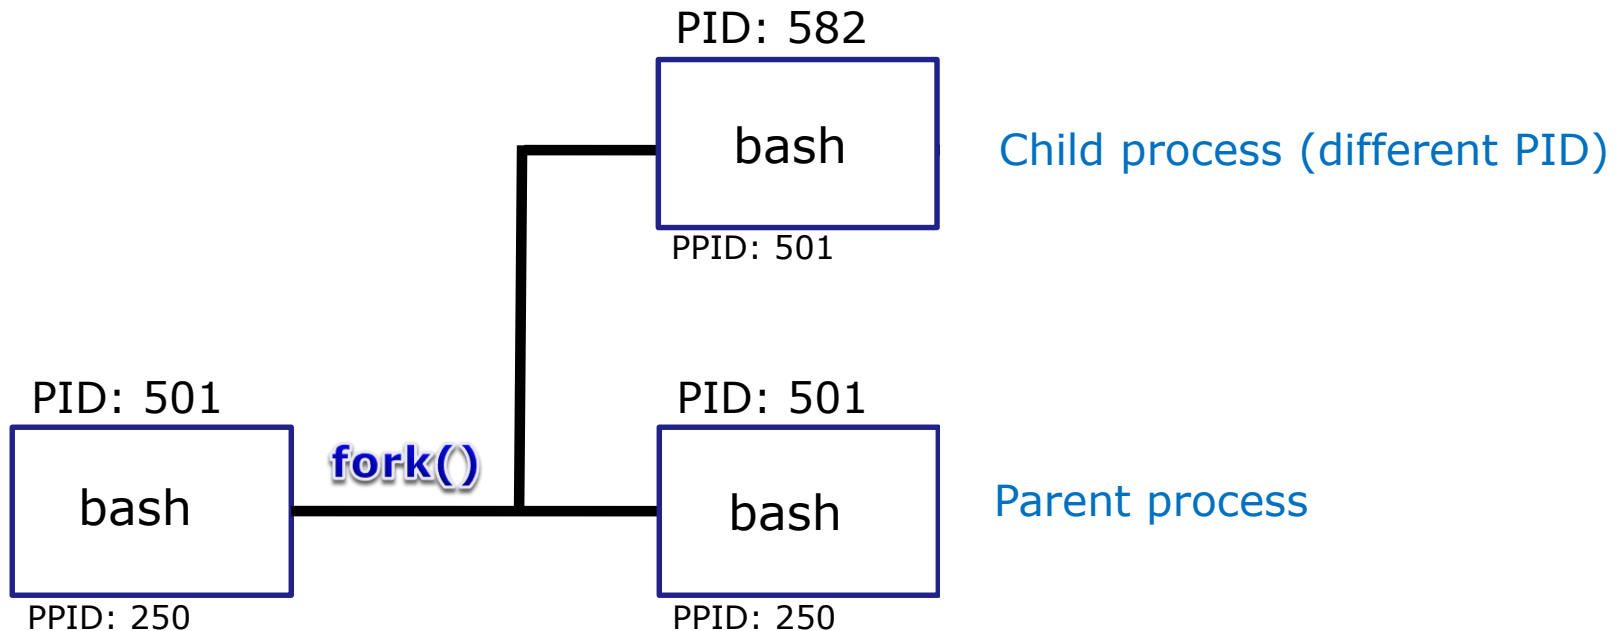 PID: 582
bash
Child process (different PID)
PPID: 501
PID: 501
bash
PPID: 250
fork()
PID: 501
bash
Parent process
PPID: 250